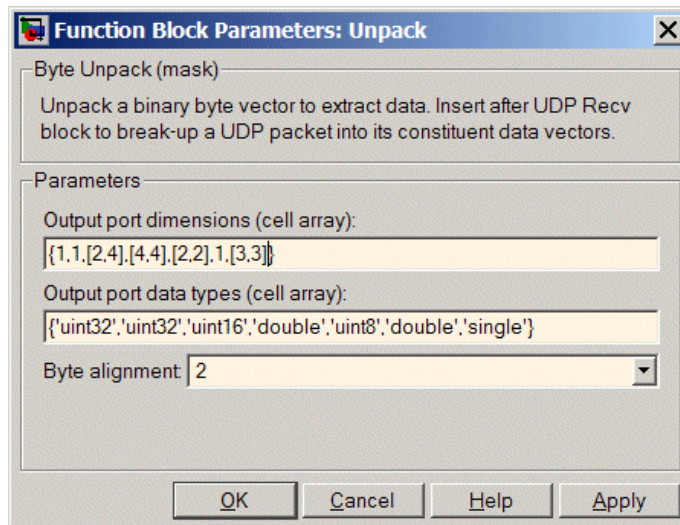 Function Block Parameters: Unpack
Byte Unpack (mask)
Unpack a binary byte vector to extract data. Insert after UDP Recv
block to break-up a UDP packet into its constituent data vectors.
Parameters
Output port dimensions (cell array):
{1,1,[2,4],[4,4],[2,2],1,[3,3]}
Output port data types (cell array):
{'uint32','uint32','uint16','double','uint8','double','single'}
Byte alignment: 2
OK Cancel Help Apply